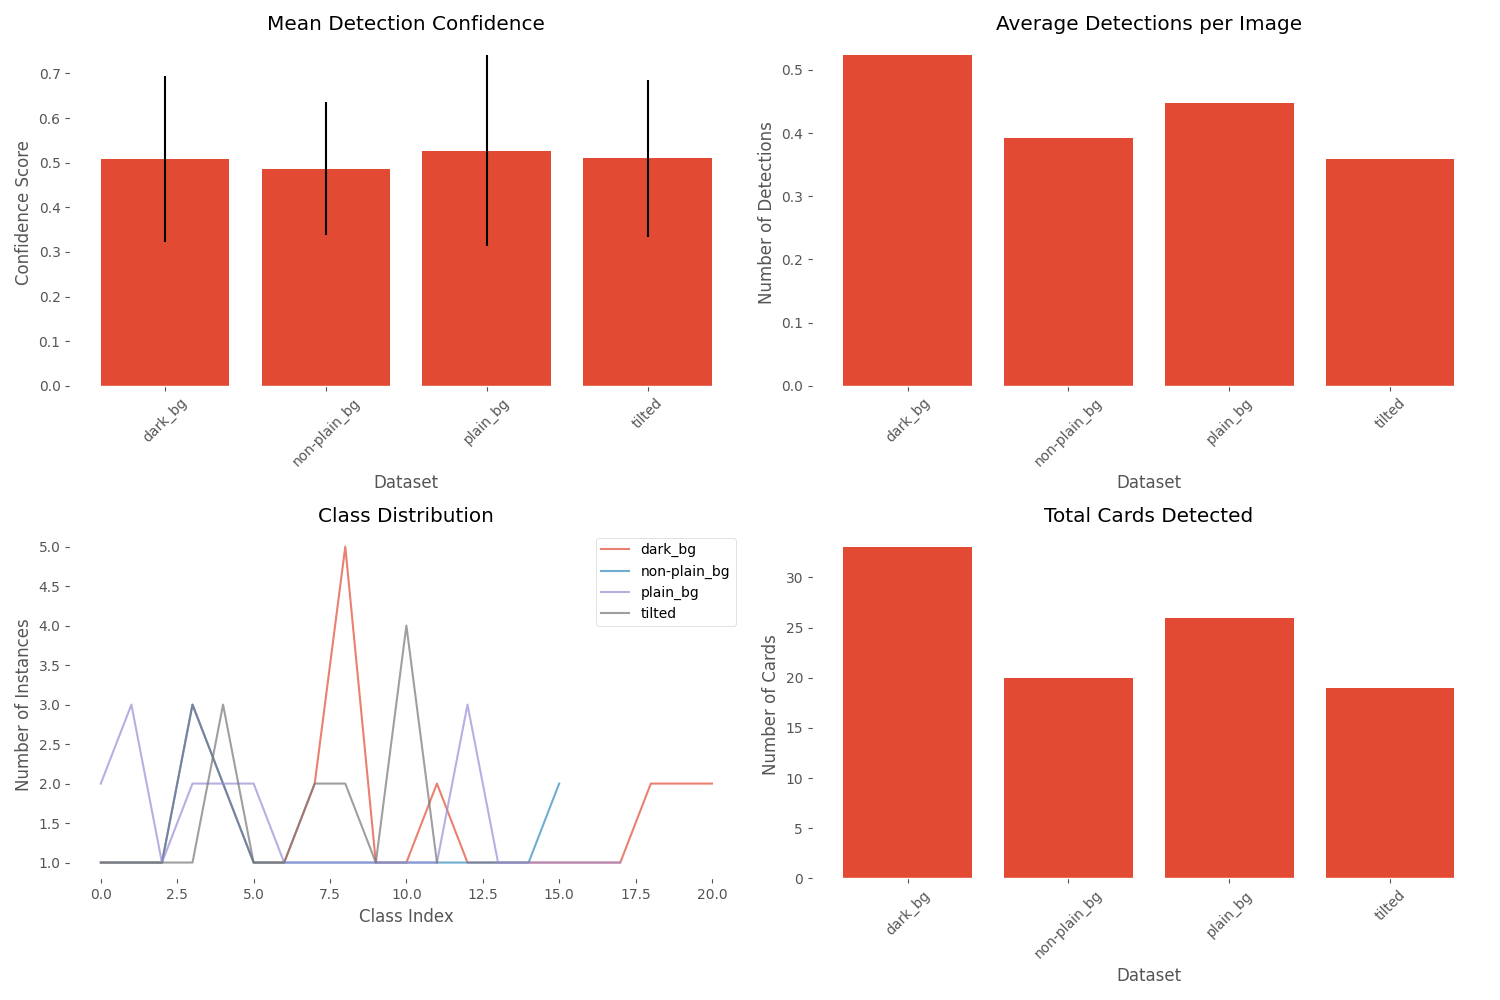 Mean Detection Confidence
Confidence Score
0.7
0.6
0.5
0.4
0.3
0.2
0.1
0.0
dark_bg
non-plain_bg
plain_bg
tilted
Dataset
Average Detections per Image
Number of Detections
0.5
0.4
0.3
0.2
0.1
0.0
dark_bg
non-plain_bg
plain_bg
tilted
Dataset
Class Distribution
Number of Instances
5.0
4.5
4.0
3.5
3.0
2.5
2.0
1.5
1.0
dark_bg
non-plain_bg
plain_bg
tilted
0.0 2.5 5.0 7.5 10.0 12.5 15.0 17.5 20.0
Class Index
Total Cards Detected
Number of Cards
30
25
20
15
10
5
0
dark_bg
non-plain_bg
plain_bg
tilted
Dataset